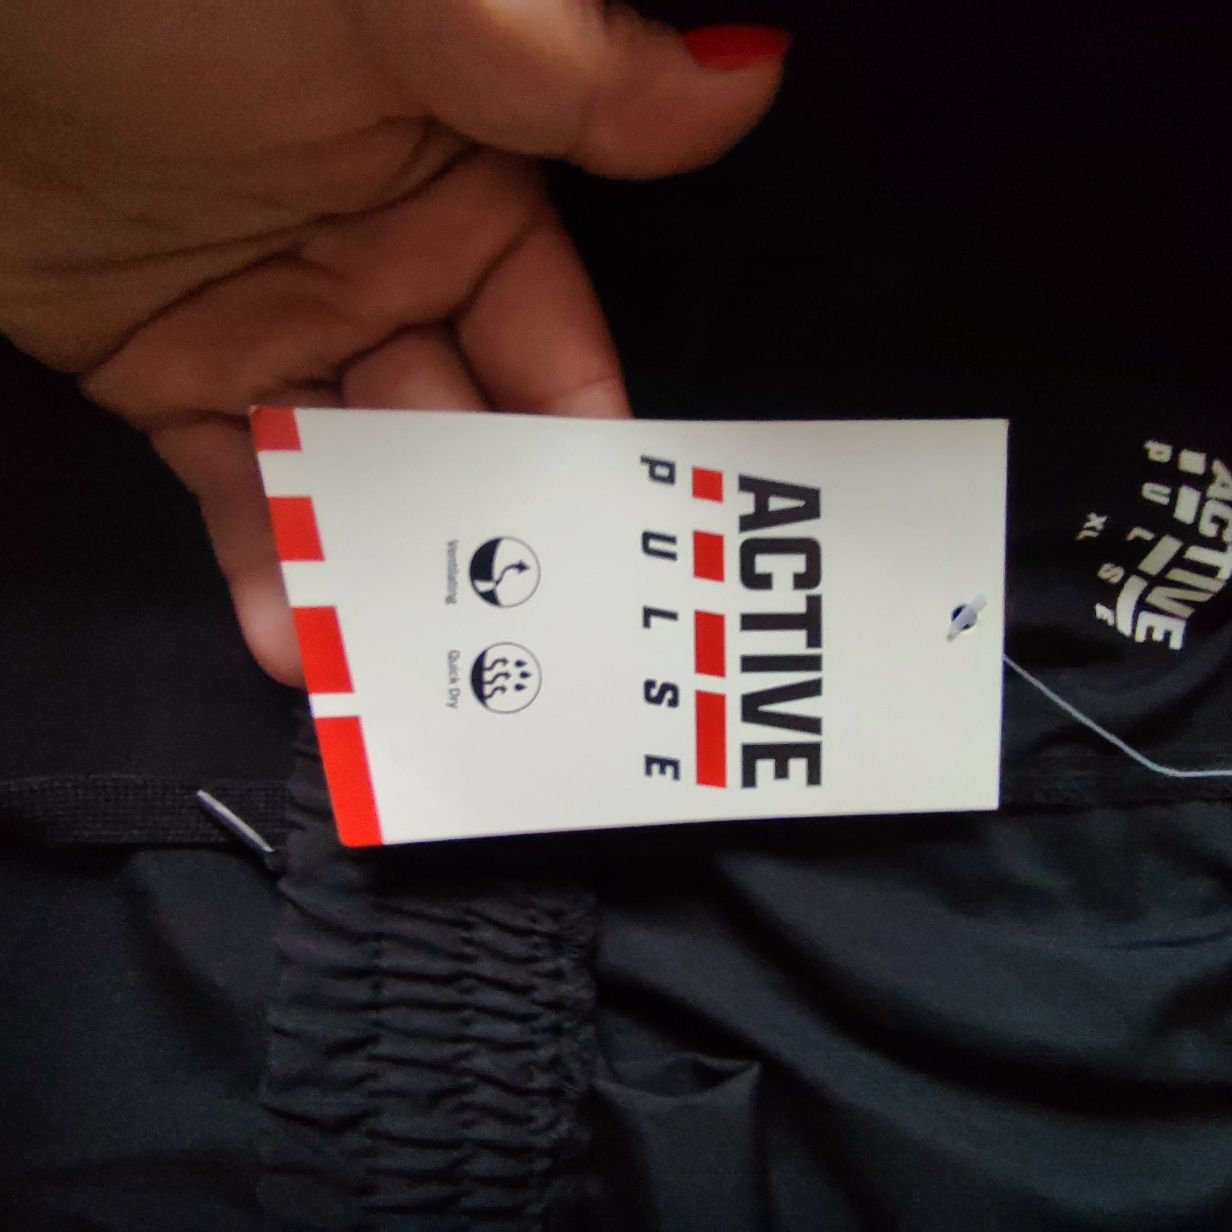 ACTIVE
PULSE
Ventilating
Quick Dry
ACTIVE
PULSE
XL